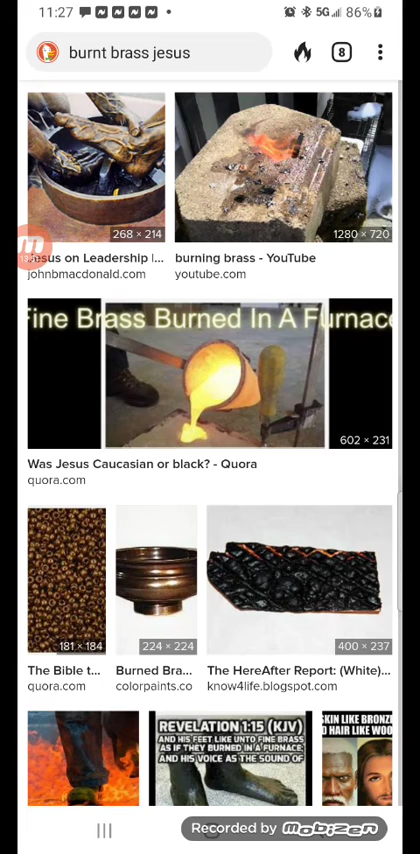 11:27
5G 86%
burnt brass jesus
8
268 × 214
1280 × 720
Jesus on Leadership |...
burning brass - YouTube
johnbmacdonald.com
youtube.com
Fine Brass Burned In A Furnace
602 × 231
Was Jesus Caucasian or black? - Quora
quora.com
181 × 184
224 × 224
400 × 237
The Bible t...
Burned Bra...
The HereAfter Report: (White)...
quora.com
colorpaints.co
know4life.blogspot.com
REVELATION 1:15 (KJV)
AND HIS FEET LIKE UNTO FINE BRASS
AS IF THEY BURNED IN A FURNACE;
AND HIS VOICE AS THE SOUND OF
SKIN LIKE BRONZE
D HAIR LIKE WOO
Recorded by mobizen